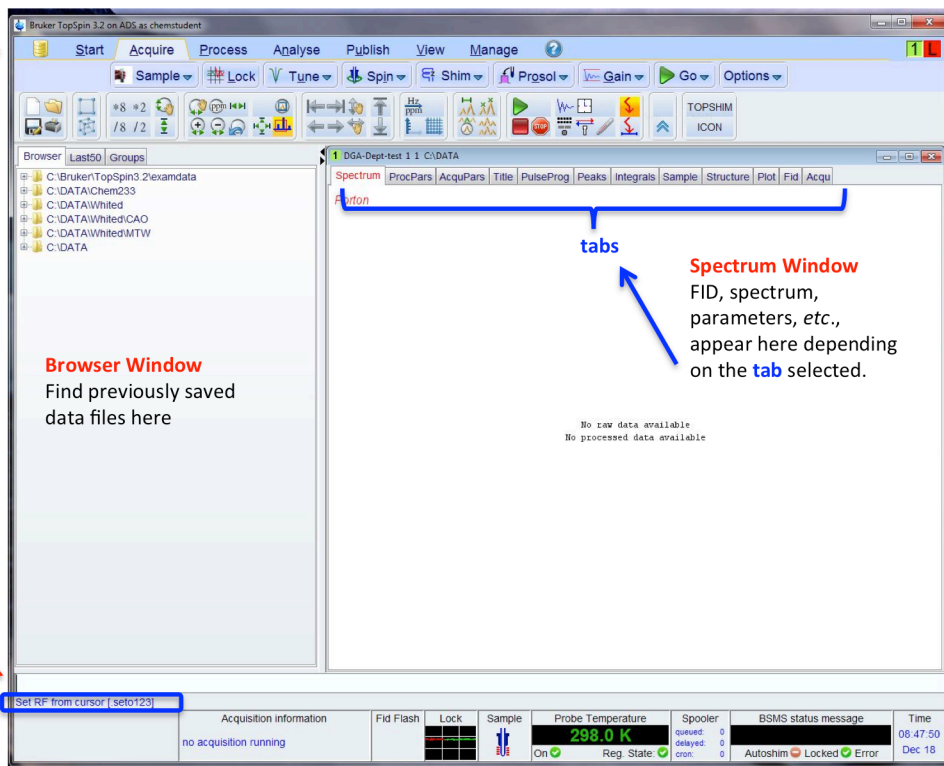 Bruker TopSpin 3.2 on ADS as chemstudent
Start Acquire Process Analyse Publish View Manage
1 L
Sample Lock Tune Spin Shim Prosol Gain Go Options
*8 *2 ppm Hz ppm TOPSHIM
/8 /2 STOP ICON
Browser Last50 Groups
C:\Bruker\TopSpin3.2\examdata
C:\DATA\Chem233
C:\DATA\Whited
C:\DATA\Whited\CAO
C:\DATA\Whited\MTW
C:\DATA
Browser Window
Find previously saved
data files here
1 DGA-Dept-test 1 1 C:\DATA
Spectrum ProcPars AcquPars Title PulseProg Peaks Integrals Sample Structure Plot Fid Acqu
Porton
tabs
Spectrum Window
FID, spectrum,
parameters, etc.,
appear here depending
on the tab selected.
No raw data available
No processed data available
Set RF from cursor [.seto123]
Acquisition information Fid Flash Lock Sample Probe Temperature Spooler BSMS status message Time
no acquisition running 298.0 K queued: 0 08:47:50
delayed: 0
On Reg. State: cron: 0 Autoshim Locked Error Dec 18